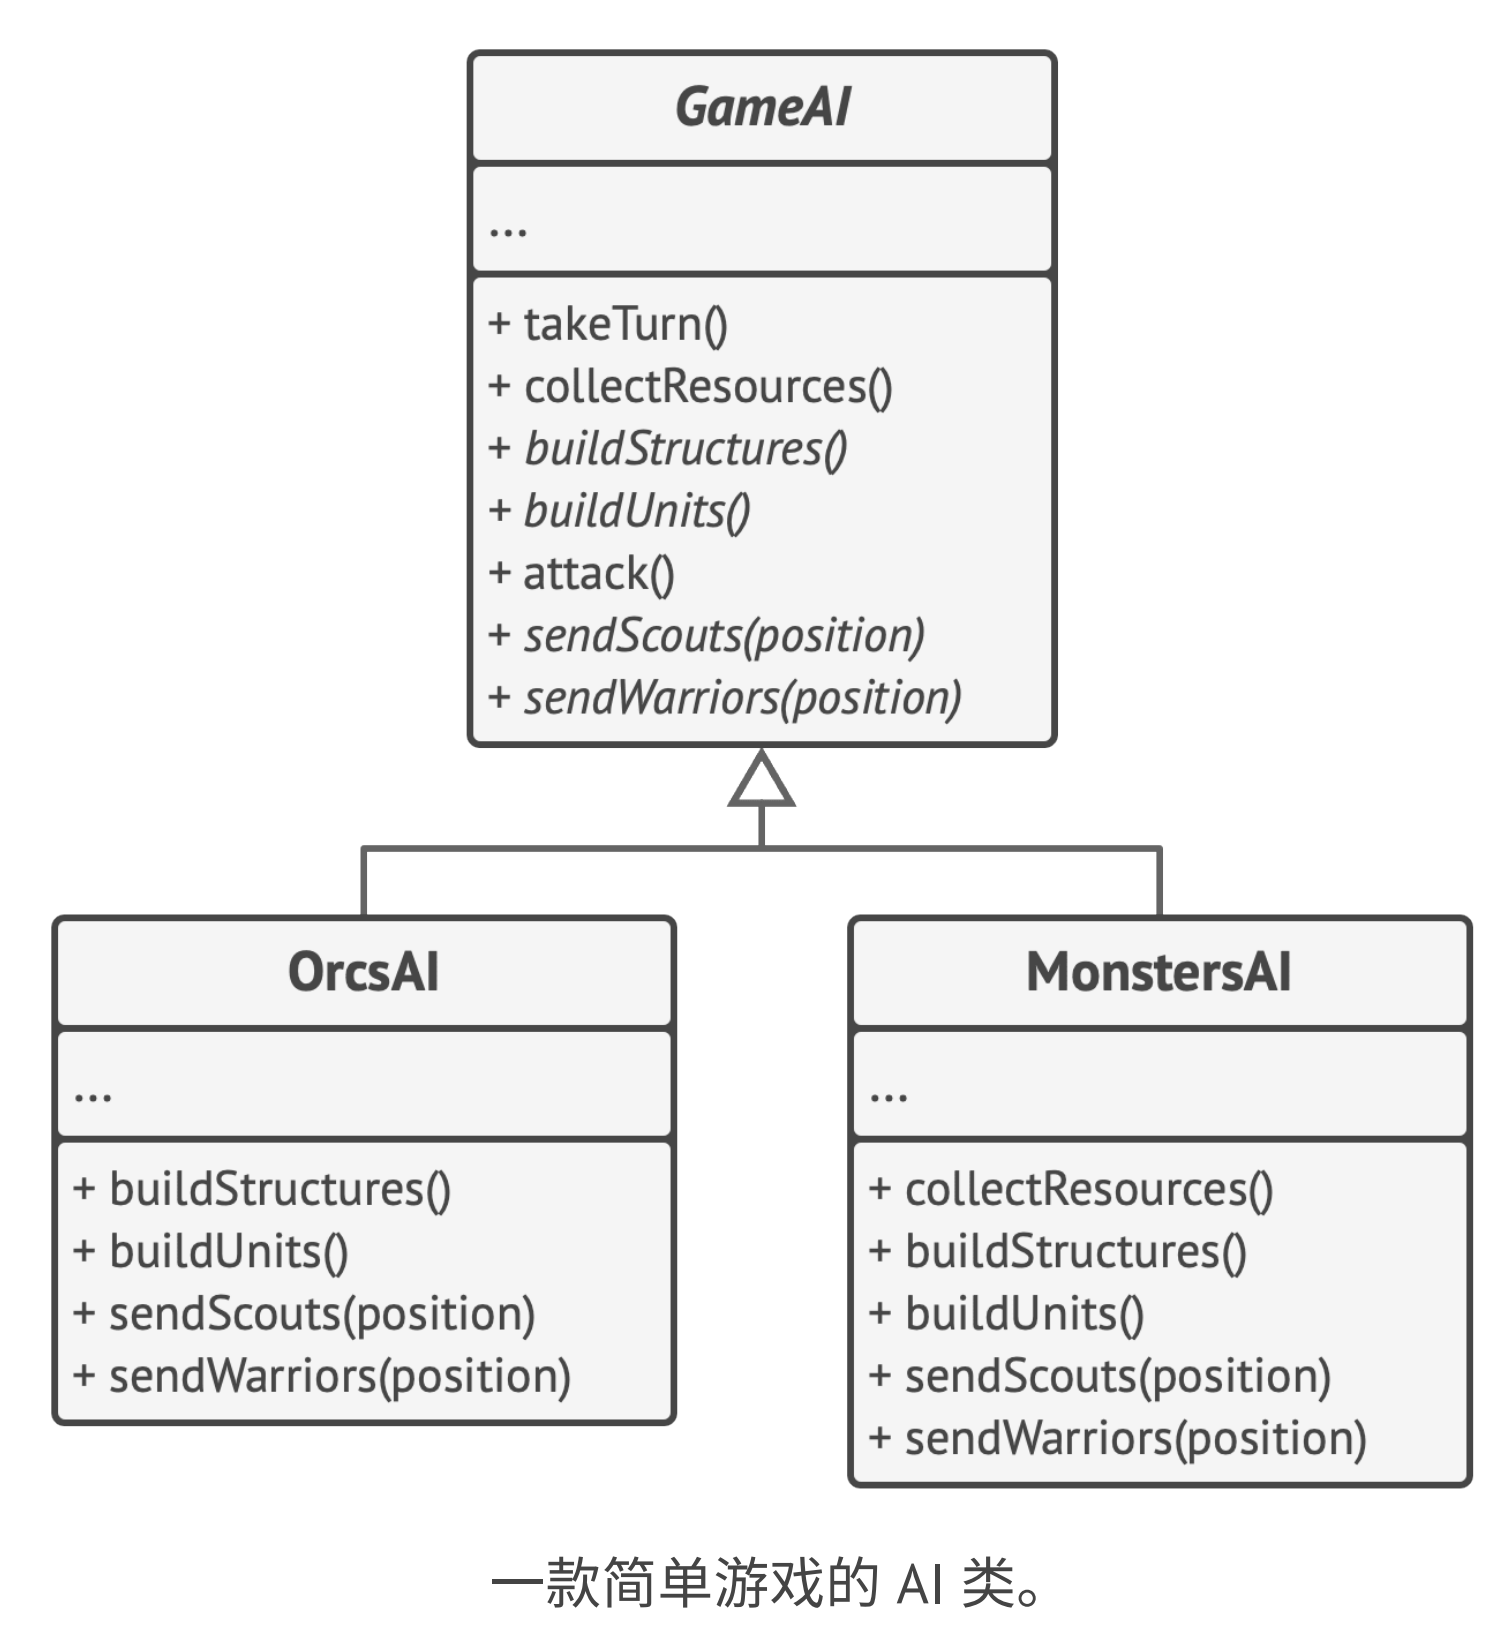 GameAI
...
+ takeTurn()
+ collectResources()
+ buildStructures()
+ buildUnits()
+ attack()
+ sendScouts(position)
+ sendWarriors(position)
OrcsAI
...
+ buildStructures()
+ buildUnits()
+ sendScouts(position)
+ sendWarriors(position)
MonstersAI
...
+ collectResources()
+ buildStructures()
+ buildUnits()
+ sendScouts(position)
+ sendWarriors(position)
一款简单游戏的 AI 类。